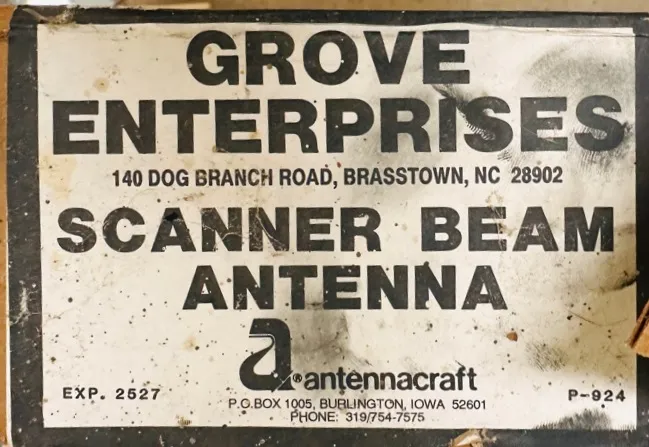 GROVE
ENTERPRISES
140 DOG BRANCH ROAD, BRASSTOWN, NC 28902
SCANNER BEAM
ANTENNA
a® antennacraft
EXP. 2527
P-924
P.O.BOX 1005, BURLINGTON, IOWA 52601
PHONE: 319/754-7575